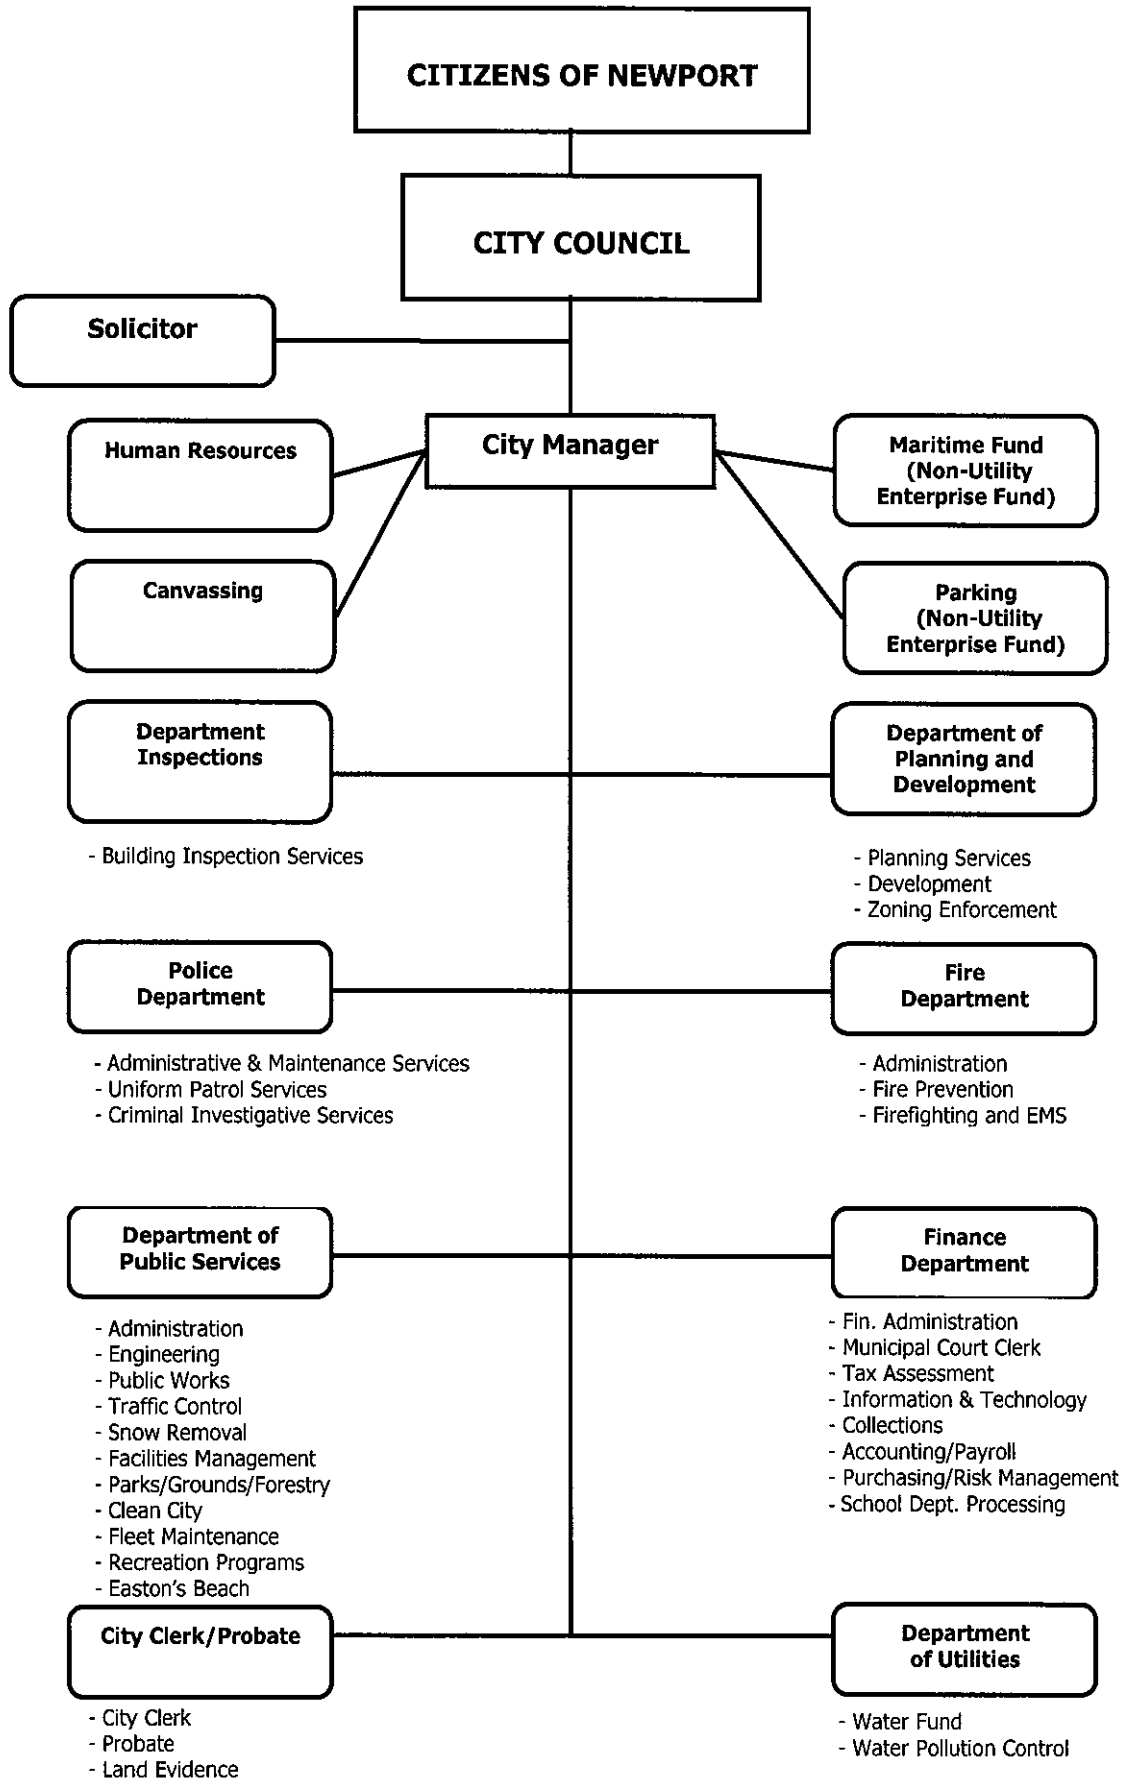 CITIZENS OF NEWPORT
CITY COUNCIL
Solicitor
City Manager
Human Resources
Maritime Fund
(Non-Utility
Enterprise Fund)
Canvassing
Parking
(Non-Utility
Enterprise Fund)
Department
Inspections
- Building Inspection Services
Department of
Planning and
Development
- Planning Services
- Development
- Zoning Enforcement
Police
Department
- Administrative & Maintenance Services
- Uniform Patrol Services
- Criminal Investigative Services
Fire
Department
- Administration
- Fire Prevention
- Firefighting and EMS
Department of
Public Services
- Administration
- Engineering
- Public Works
- Traffic Control
- Snow Removal
- Facilities Management
- Parks/Grounds/Forestry
- Clean City
- Fleet Maintenance
- Recreation Programs
- Easton's Beach
Finance
Department
- Fin. Administration
- Municipal Court Clerk
- Tax Assessment
- Information & Technology
- Collections
- Accounting/Payroll
- Purchasing/Risk Management
- School Dept. Processing
City Clerk/Probate
- City Clerk
- Probate
- Land Evidence
Department
of Utilities
- Water Fund
- Water Pollution Control